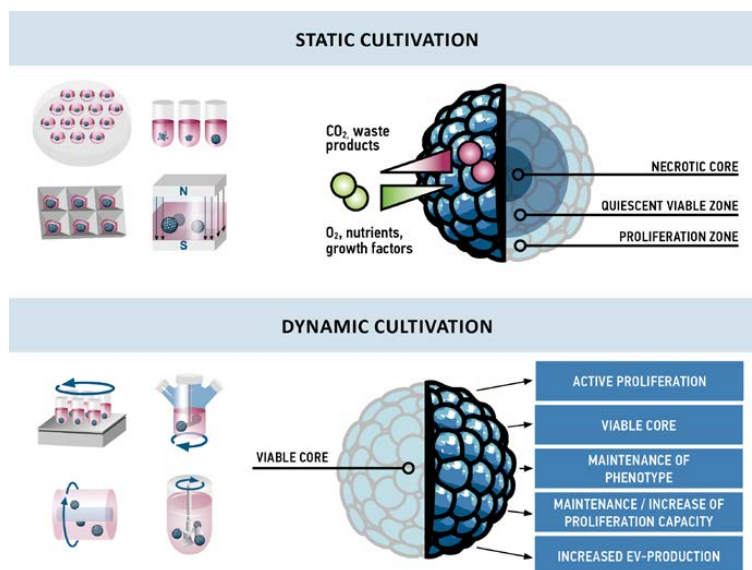 STATIC CULTIVATION
CO₂, waste
products
N
S
O₂, nutrients,
growth factors
NECROTIC CORE
QUIESCENT VIABLE ZONE
PROLIFERATION ZONE
DYNAMIC CULTIVATION
VIABLE CORE
ACTIVE PROLIFERATION
VIABLE CORE
MAINTENANCE OF
PHENOTYPE
MAINTENANCE / INCREASE OF
PROLIFERATION CAPACITY
INCREASED EV-PRODUCTION